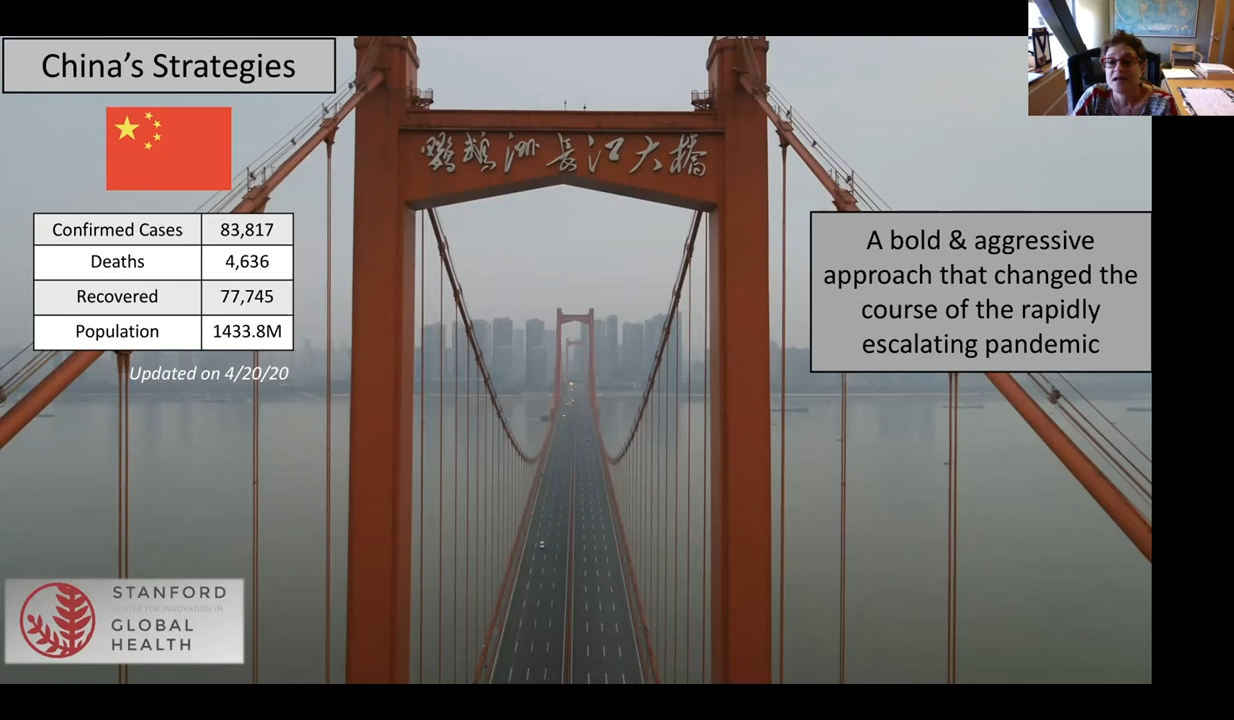 China's Strategies
鸚鵡洲長江大橋
Confirmed Cases 83,817
Deaths 4,636
Recovered 77,745
Population 1433.8M
Updated on 4/20/20
A bold & aggressive
approach that changed the
course of the rapidly
escalating pandemic
STANFORD
CENTER FOR INNOVATION IN
GLOBAL
HEALTH